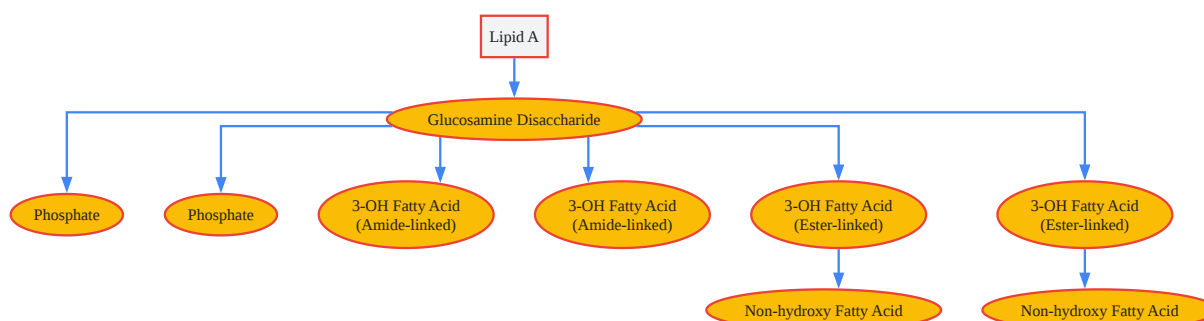 Lipid A
Glucosamine Disaccharide
Phosphate
Phosphate
3-OH Fatty Acid
(Amide-linked)
3-OH Fatty Acid
(Amide-linked)
3-OH Fatty Acid
(Ester-linked)
3-OH Fatty Acid
(Ester-linked)
Non-hydroxy Fatty Acid
Non-hydroxy Fatty Acid